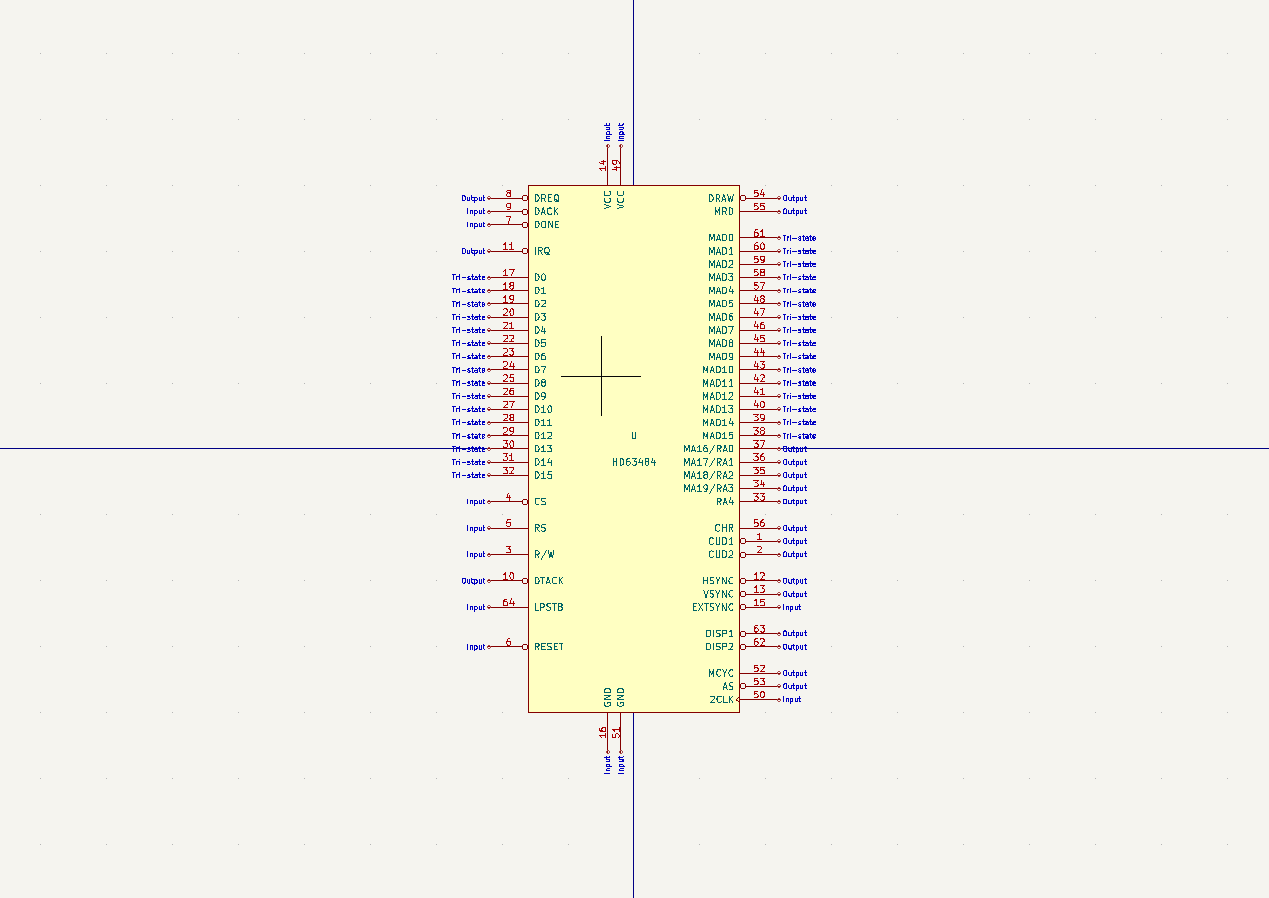 Input Input
14 49
VCC VCC
Output 8 DREQ DRAW 54 Output
Input 9 DACK MRD 55 Output
Input 7 DONE
MAD0 61 Tri-state
Output 11 IRQ MAD1 60 Tri-state
MAD2 59 Tri-state
Tri-state 17 D0 MAD3 58 Tri-state
Tri-state 18 D1 MAD4 57 Tri-state
Tri-state 19 D2 MAD5 48 Tri-state
Tri-state 20 D3 MAD6 47 Tri-state
Tri-state 21 D4 MAD7 46 Tri-state
Tri-state 22 D5 MAD8 45 Tri-state
Tri-state 23 D6 MAD9 44 Tri-state
Tri-state 24 D7 MAD10 43 Tri-state
Tri-state 25 D8 MAD11 42 Tri-state
Tri-state 26 D9 MAD12 41 Tri-state
Tri-state 27 D10 MAD13 40 Tri-state
Tri-state 28 D11 MAD14 39 Tri-state
Tri-state 29 D12 U MAD15 38 Tri-state
Tri-state 30 D13 MA16/RA0 37 Output
Tri-state 31 D14 HD63484 MA17/RA1 36 Output
Tri-state 32 D15 MA18/RA2 35 Output
MA19/RA3 34 Output
Input 4 CS RA4 33 Output
Input 5 RS CHR 56 Output
CUD1 1 Output
Input 3 R/W CUD2 2 Output
Output 10 DTACK HSYNC 12 Output
VSYNC 13 Output
Input 64 LPSTB EXTSYNC 15 Input
DISP1 63 Output
Input 6 RESET DISP2 62 Output
MCYC 52 Output
AS 53 Output
2CLK 50 Input
GND GND
16 51
Input Input